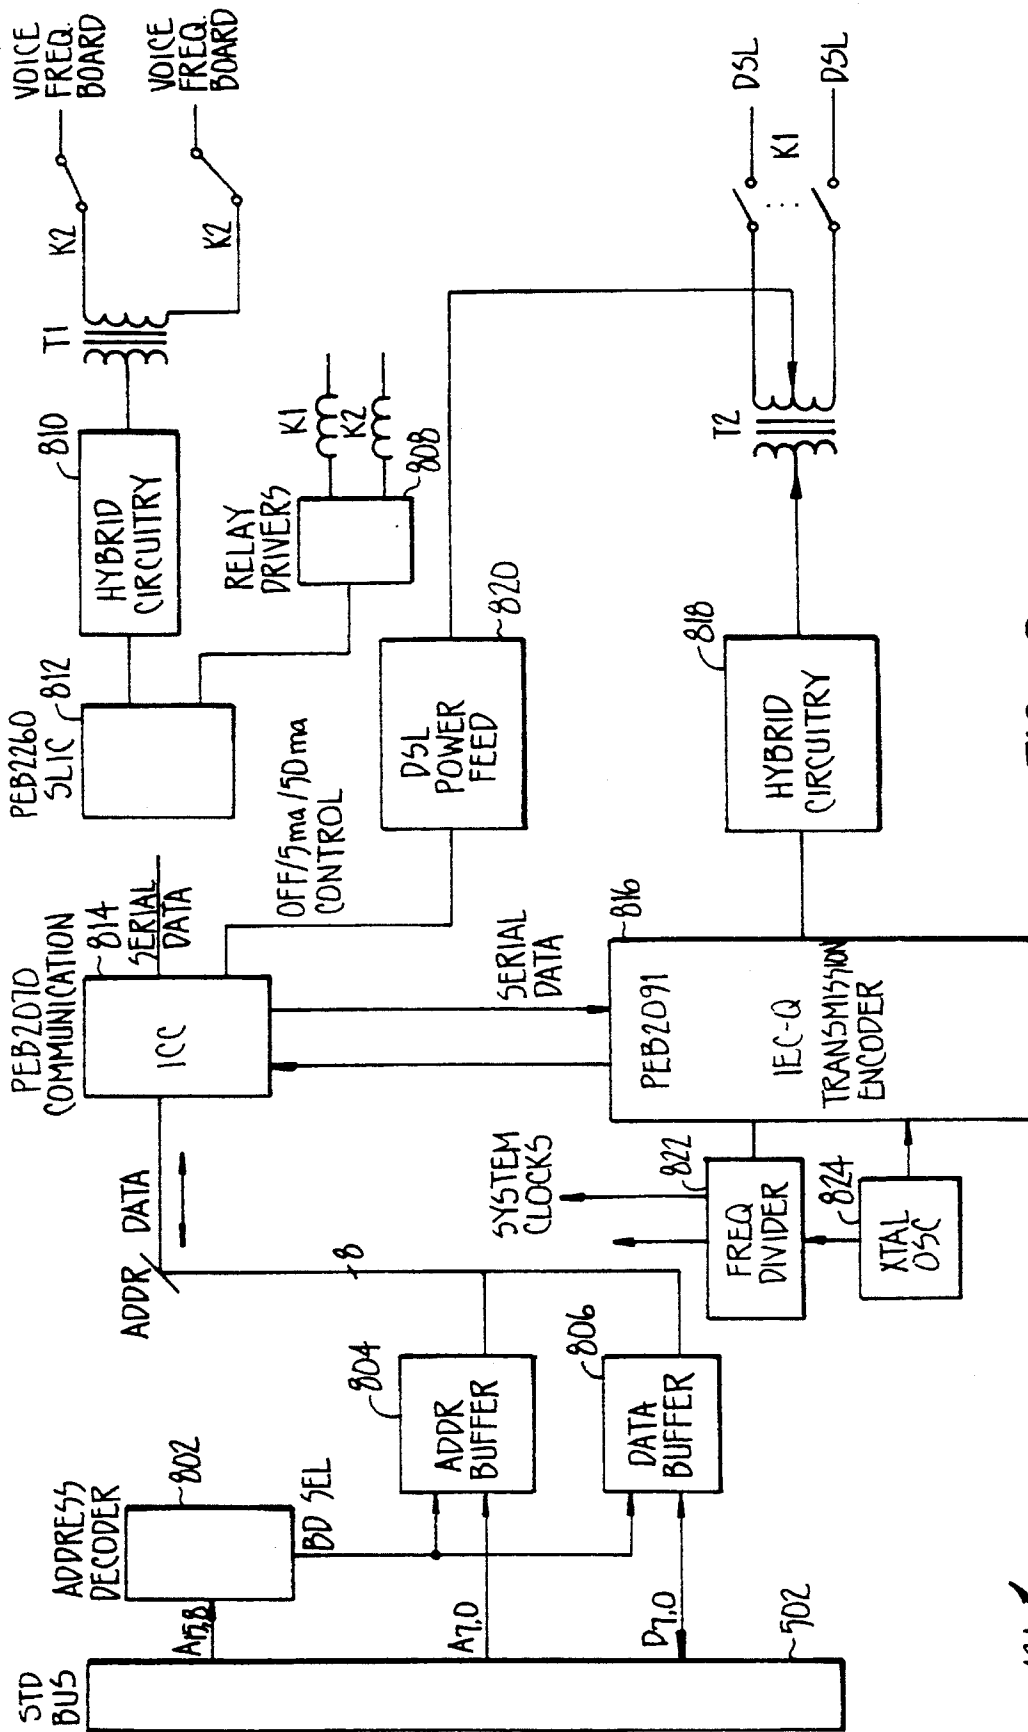 STD
BUS
502
A15,8
A7,0
D7,0
ADDRESS
DECODER
802
BD SEL
ADDR
BUFFER
804
DATA
BUFFER
806
ADDR
DATA
8
PEB2070
COMMUNICATION
ICC
814
SERIAL
DATA
OFF/5ma/50ma
CONTROL
SERIAL
DATA
SYSTEM
CLOCKS
FREQ
DIVIDER
822
XTAL
OSC
824
PEB2091
IEC-Q
TRANSMISSION
ENCODER
816
PEB2260
SLIC
812
HYBRID
CIRCUITRY
810
RELAY
DRIVERS
808
K1
K2
DSL
POWER
FEED
820
HYBRID
CIRCUITRY
818
T1
K2
K2
VOICE
FREQ.
BOARD
VOICE
FREQ.
BOARD
T2
K1
DSL
DSL